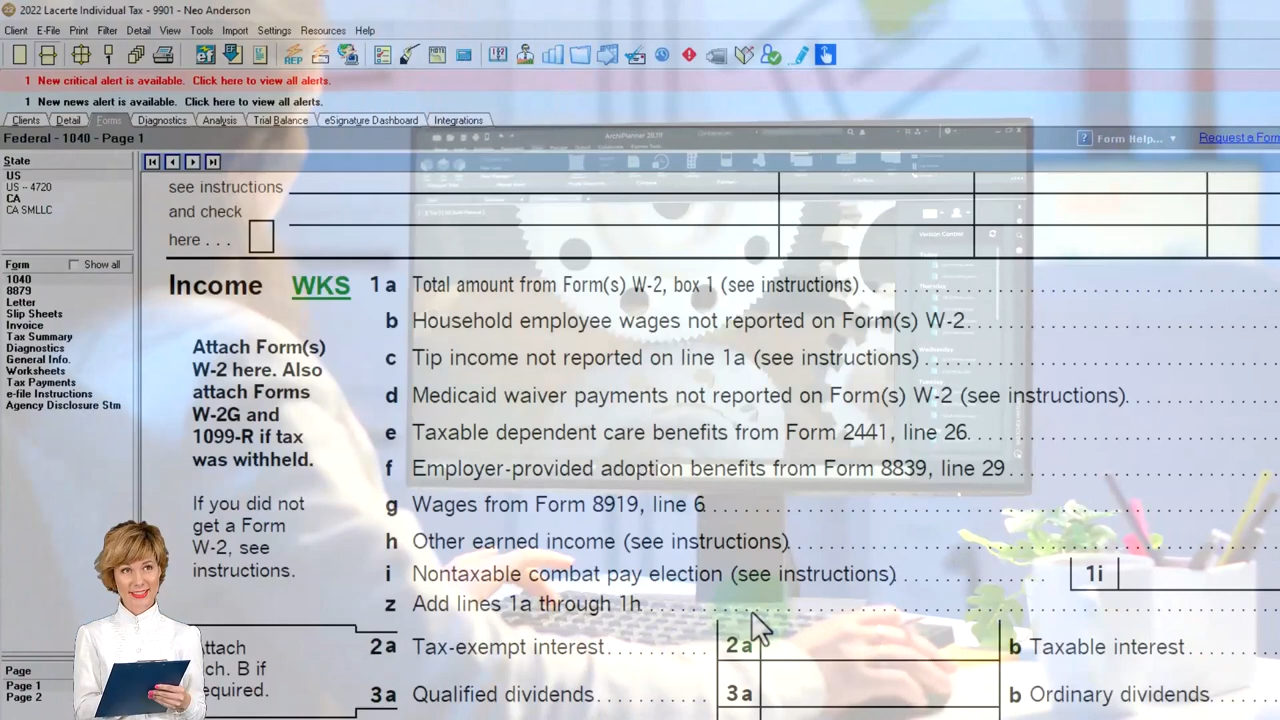 2022 Lacerte Individual Tax - 9901 - Neo Anderson
Client E-File Print Filter Detail View Tools Import Settings Resources Help
1 New critical alert is available. Click here to view all alerts.
1 New news alert is available. Click here to view all alerts.
Clients Detail Forms Diagnostics Analysis Trial Balance eSignature Dashboard Integrations
Federal - 1040 - Page 1
Form Help...
Request a Form
State
US
US -- 4720
CA
CA SMLLC
Form
Show all
1040
8879
Letter
Slip Sheets
Invoice
Tax Summary
Diagnostics
General Info.
Worksheets
Tax Payments
e-file Instructions
Agency Disclosure Stm
Page
Page 1
Page 2
see instructions
and check
here . . .
Income WKS
Attach Form(s)
W-2 here. Also
attach Forms
W-2G and
1099-R if tax
was withheld.
If you did not
get a Form
W-2, see
instructions.
1 a Total amount from Form(s) W-2, box 1 (see instructions)
b Household employee wages not reported on Form(s) W-2
c Tip income not reported on line 1a (see instructions)
d Medicaid waiver payments not reported on Form(s) W-2 (see instructions)
e Taxable dependent care benefits from Form 2441, line 26
f Employer-provided adoption benefits from Form 8839, line 29
g Wages from Form 8919, line 6
h Other earned income (see instructions)
i Nontaxable combat pay election (see instructions) 1i
z Add lines 1a through 1h
2a Tax-exempt interest 2a b Taxable interest
3a Qualified dividends 3a b Ordinary dividends
ttach
ch. B if
equired.